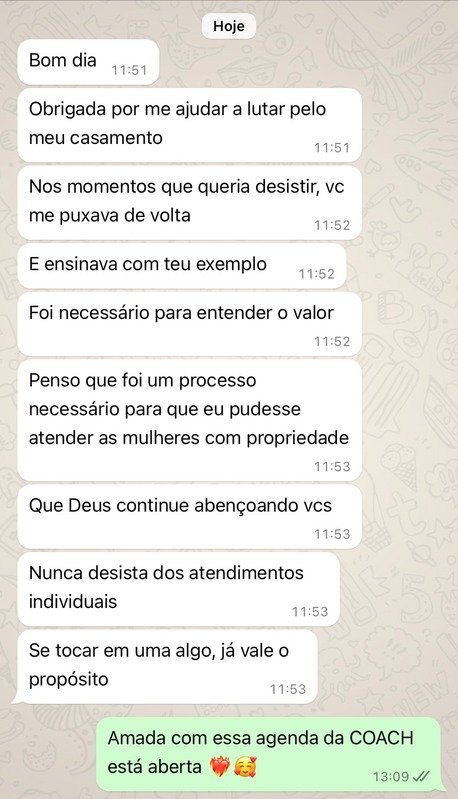 Hoje
Bom dia
11:51
Obrigada por me ajudar a lutar pelo
meu casamento
11:51
Nos momentos que queria desistir, vc
me puxava de volta
11:52
E ensinava com teu exemplo
11:52
Foi necessário para entender o valor
11:52
Penso que foi um processo
necessário para que eu pudesse
atender as mulheres com propriedade
11:53
Que Deus continue abençoando vcs
11:53
Nunca desista dos atendimentos
individuais
11:53
Se tocar em uma algo, já vale o
propósito
11:53
Amada com essa agenda da COACH
está aberta ❤️‍🔥🥰
13:09